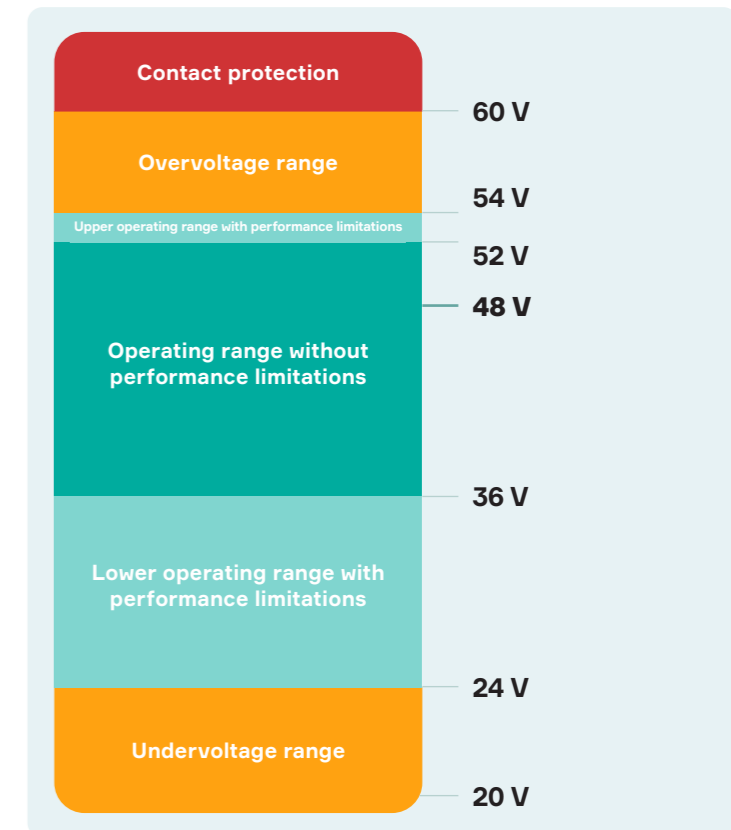 Contact protection
60 V
Overvoltage range
54 V
Upper operating range with performance limitations
52 V
48 V
Operating range without
performance limitations
36 V
Lower operating range with
performance limitations
24 V
Undervoltage range
20 V